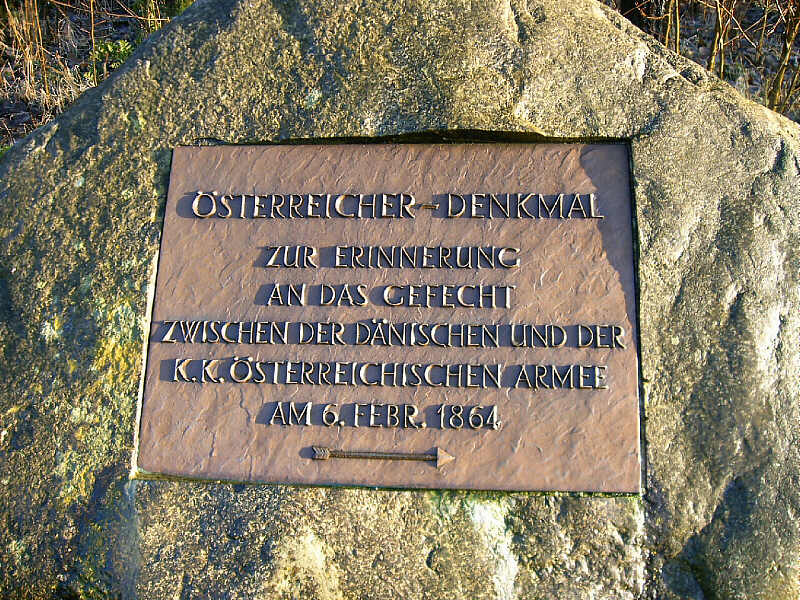 ÖSTERREICHER-DENKMAL
ZUR ERINNERUNG
AN DAS GEFECHT
ZWISCHEN DER DÄNISCHEN UND DER
K.K. ÖSTERREICHISCHEN ARMEE
AM 6. FEBR. 1864